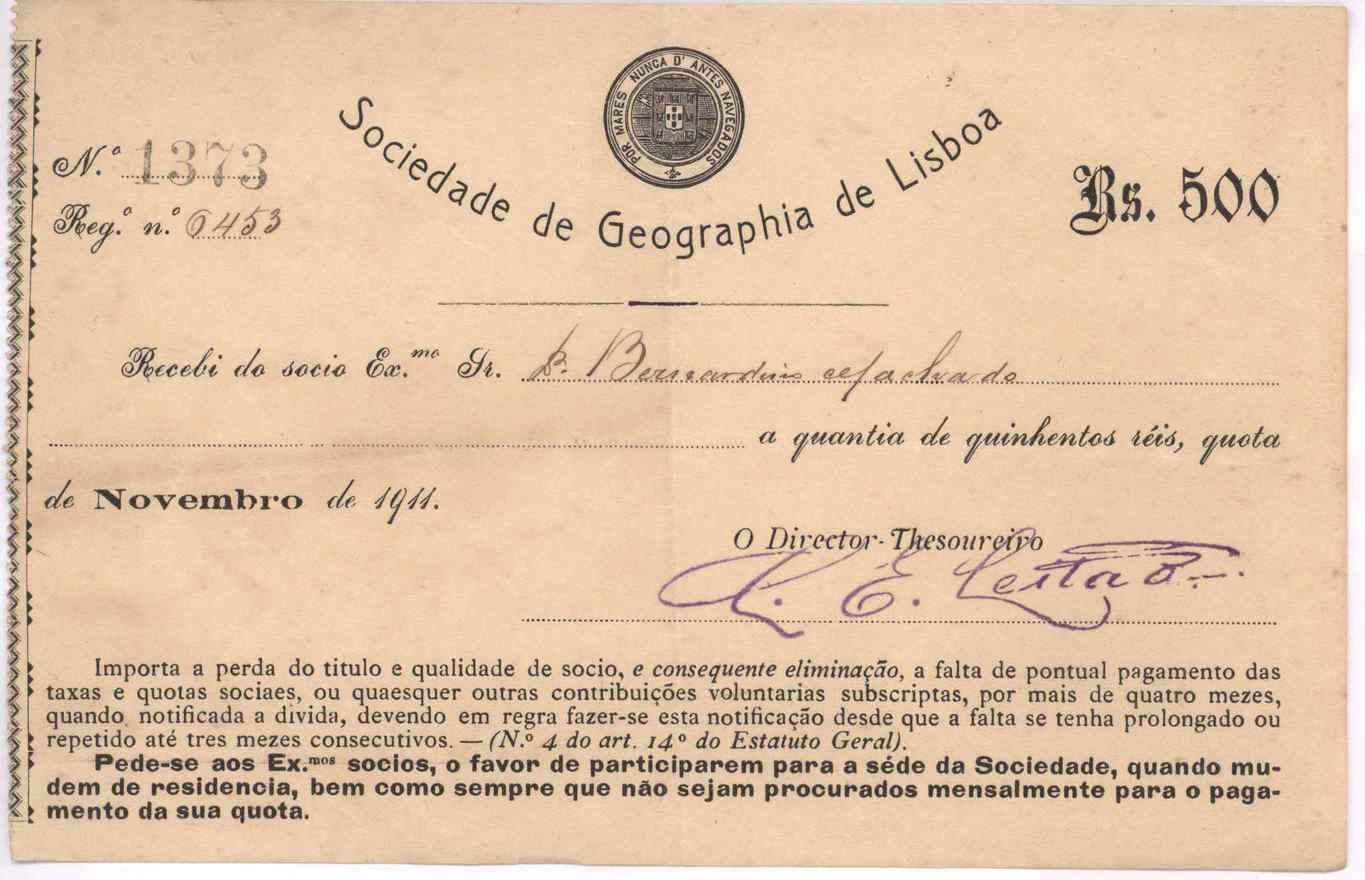 POR MARES NUNCA D' ANTES NAVEGADOS
Sociedade de Geographia de Lisboa
N.º 1373
Reg.º n.º 6453
Rs. 500
Recebi do socio Ex.mo Sr. Dr. Bernardino Machado
a quantia de quinhentos réis, quota
de Novembro de 1911.
O Director-Thesoureiro
L. E. Leitão
Importa a perda do titulo e qualidade de socio, e consequente eliminação, a falta de pontual pagamento das
taxas e quotas sociaes, ou quaesquer outras contribuições voluntarias subscriptas, por mais de quatro mezes,
quando notificada a divida, devendo em regra fazer-se esta notificação desde que a falta se tenha prolongado ou
repetido até tres mezes consecutivos. — (N.º 4 do art. 14º do Estatuto Geral).
Pede-se aos Ex.mos socios, o favor de participarem para a séde da Sociedade, quando mu-
dem de residencia, bem como sempre que não sejam procurados mensalmente para o paga-
mento da sua quota.